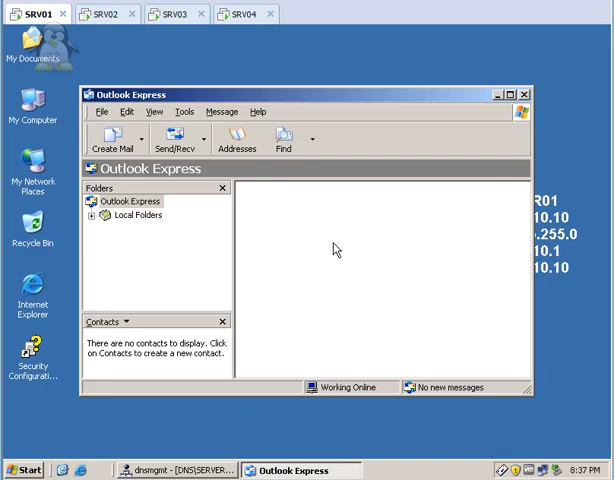 SRV01
SRV02
SRV03
SRV04
My Documents
My Computer
My Network
Places
Recycle Bin
Internet
Explorer
Security
Configurati...
Outlook Express
File Edit View Tools Message Help
Create Mail
Send/Recv
Addresses
Find
Outlook Express
Folders
Outlook Express
Local Folders
Contacts
There are no contacts to display. Click
on Contacts to create a new contact.
Working Online
No new messages
R01
10.10
.255.0
10.1
10.10
Start
dnsmgmt - [DNS\SERVER...
Outlook Express
8:37 PM